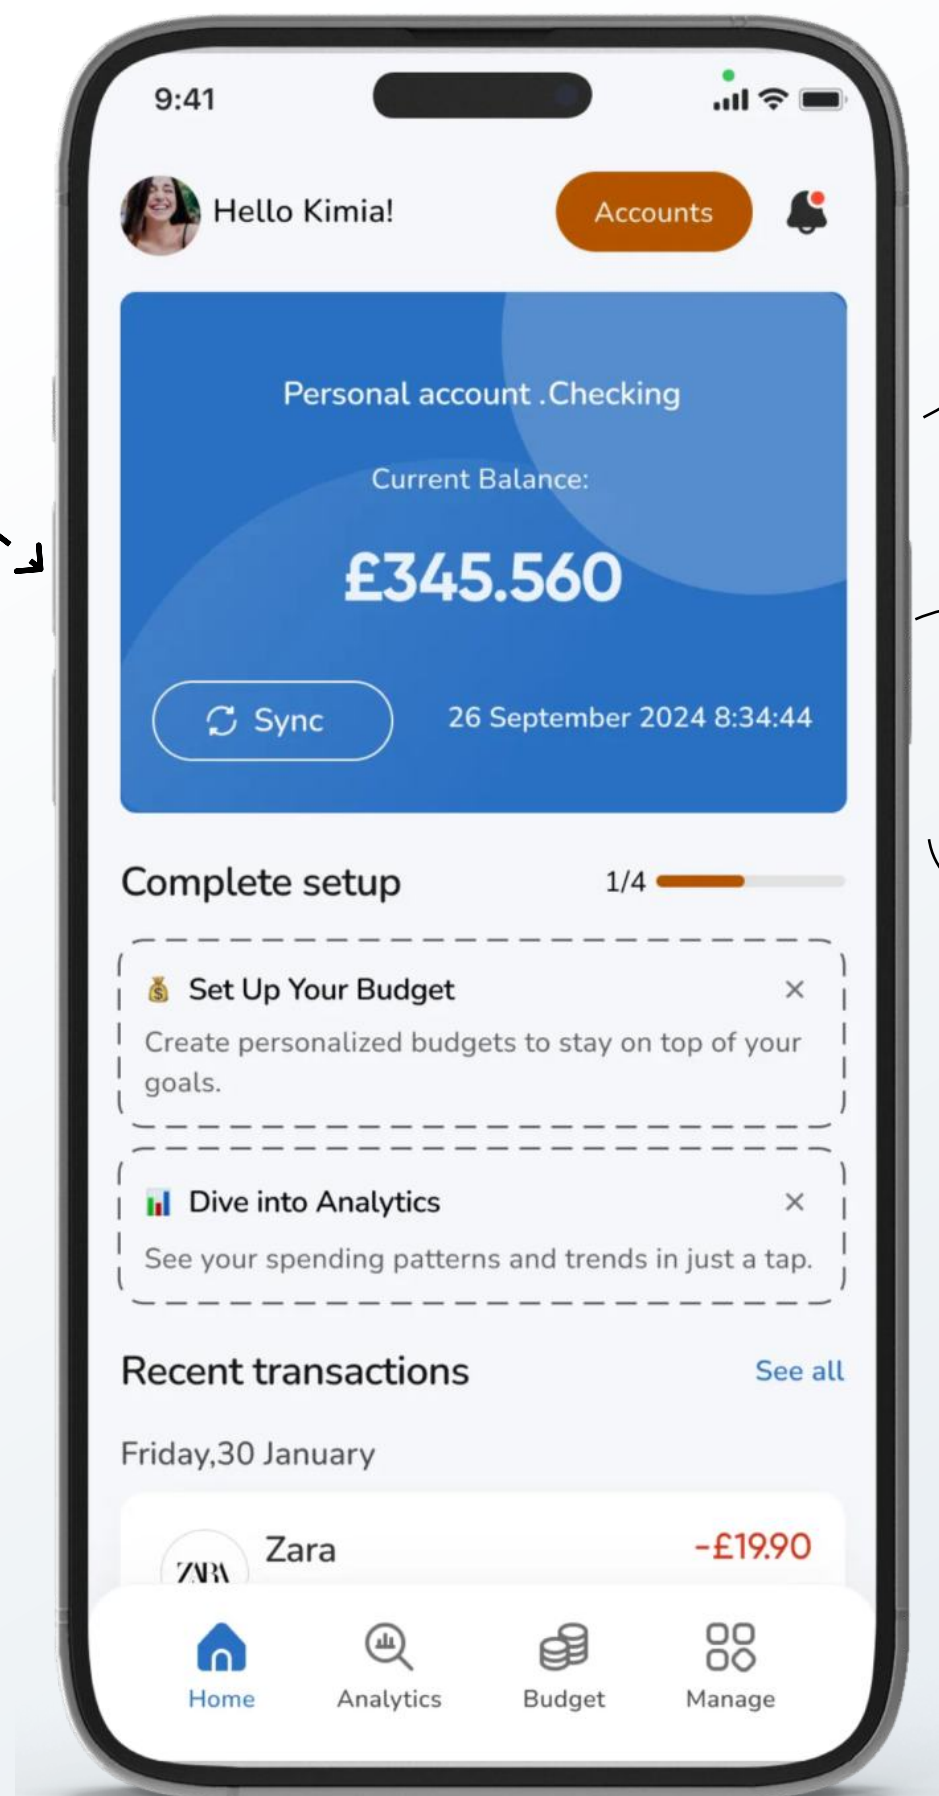 9:41
Hello Kimia!
Accounts
Personal account .Checking
Current Balance:
£345.560
Sync
26 September 2024 8:34:44
Complete setup
1/4
Set Up Your Budget
Create personalized budgets to stay on top of your
goals.
Dive into Analytics
See your spending patterns and trends in just a tap.
Recent transactions
See all
Friday,30 January
ZARA
Zara
-£19.90
Home
Analytics
Budget
Manage